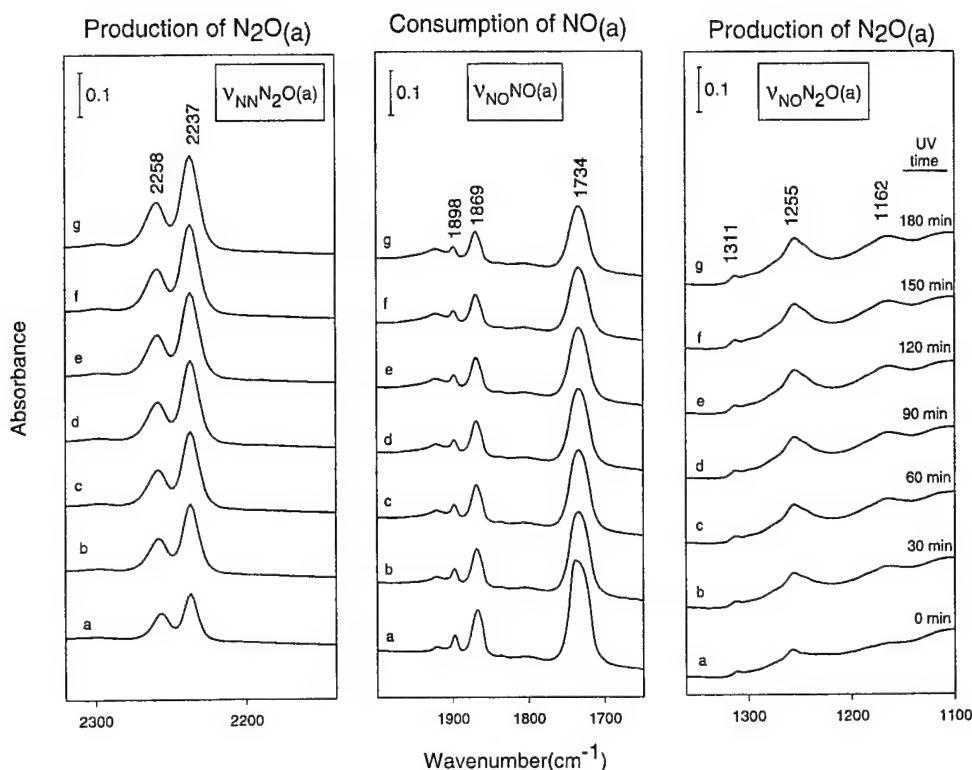 Production of N2O(a)
0.1
νNNN2O(a)
2258
2237
g
f
e
d
c
b
a
2300
2200
Consumption of NO(a)
0.1
νNONO(a)
1898
1869
1734
g
f
e
d
c
b
a
1900
1800
1700
Production of N2O(a)
0.1
νNON2O(a)
UV
time
1311
1255
1162
180 min
g
150 min
f
120 min
e
90 min
d
60 min
c
30 min
b
0 min
a
1300
1200
1100
Absorbance
Wavenumber(cm-1)